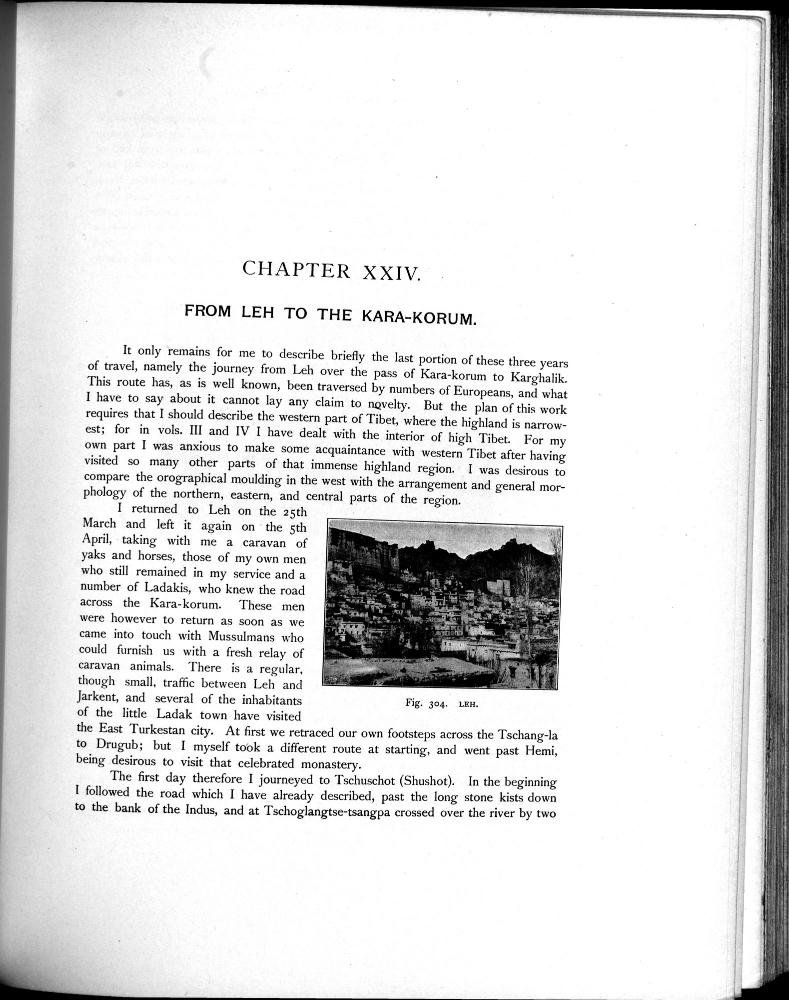 CHAPTER XXIV.
FROM LEH TO THE KARA-KORUM.
It only remains for me to describe briefly the last portion of these three years
of travel, namely the journey from Leh over the pass of Kara-korum to Karghalik.
This route has, as is well known, been traversed by numbers of Europeans, and what
I have to say about it cannot lay any claim to novelty. But the plan of this work
requires that I should describe the western part of Tibet, where the highland is narrow-
est; for in vols. III and IV I have dealt with the interior of high Tibet. For my
own part I was anxious to make some acquaintance with western Tibet after having
visited so many other parts of that immense highland region. I was desirous to
compare the orographical moulding in the west with the arrangement and general mor-
phology of the northern, eastern, and central parts of the region.
I returned to Leh on the 25th
March and left it again on the 5th
April, taking with me a caravan of
yaks and horses, those of my own men
who still remained in my service and a
number of Ladakis, who knew the road
across the Kara-korum. These men
were however to return as soon as we
came into touch with Mussulmans who
could furnish us with a fresh relay of
caravan animals. There is a regular,
though small, traffic between Leh and
Jarkent, and several of the inhabitants
of the little Ladak town have visited
Fig. 304. LEH.
the East Turkestan city. At first we retraced our own footsteps across the Tschang-la
to Drugub; but I myself took a different route at starting, and went past Hemi,
being desirous to visit that celebrated monastery.
The first day therefore I journeyed to Tschuschot (Shushot). In the beginning
I followed the road which I have already described, past the long stone kists down
to the bank of the Indus, and at Tschoglangtse-tsangpa crossed over the river by two